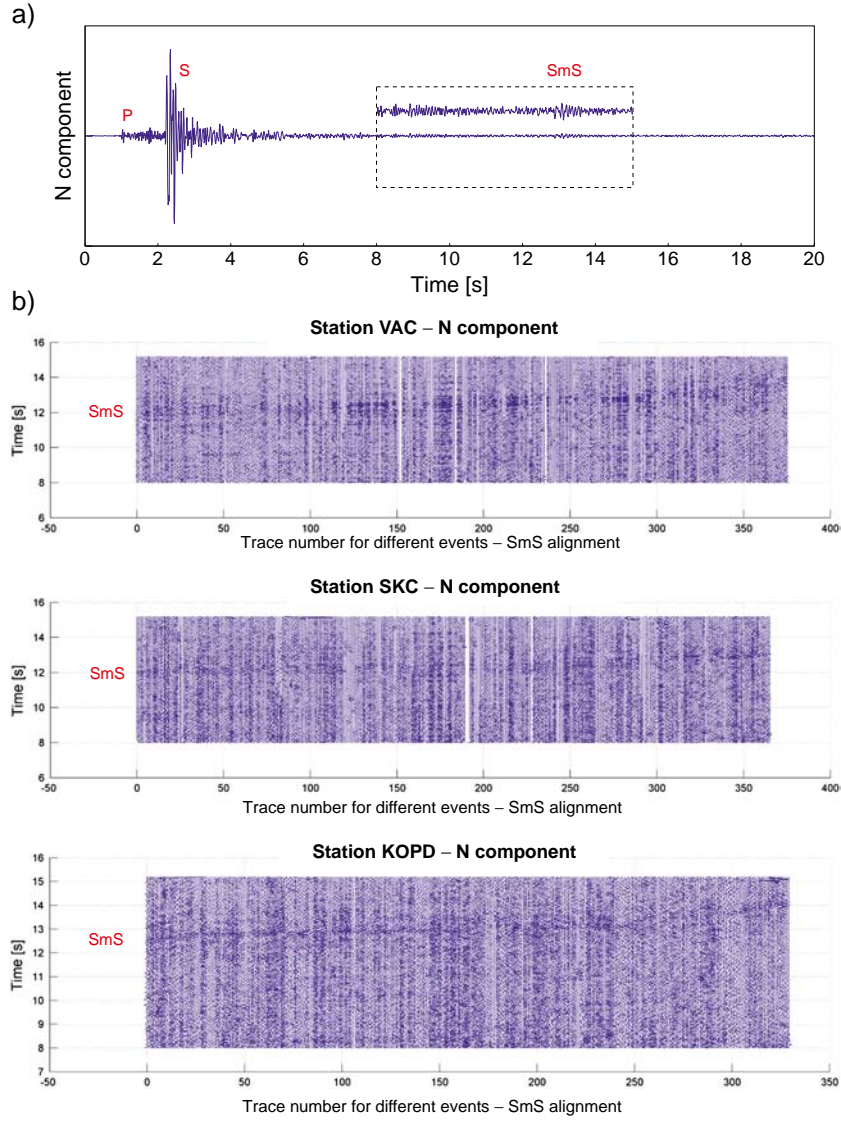 a)
N component
P
S
SmS
0 2 4 6 8 10 12 14 16 18 20
Time [s]
b)
Station VAC – N component
Time [s]
SmS
16
14
12
10
8
6
-50 0 50 100 150 200 250 300 350 400
Trace number for different events – SmS alignment
Station SKC – N component
Time [s]
SmS
16
14
12
10
8
6
-50 0 50 100 150 200 250 300 350 400
Trace number for different events – SmS alignment
Station KOPD – N component
Time [s]
SmS
16
15
14
13
12
11
10
9
8
7
-50 0 50 100 150 200 250 300 350
Trace number for different events – SmS alignment